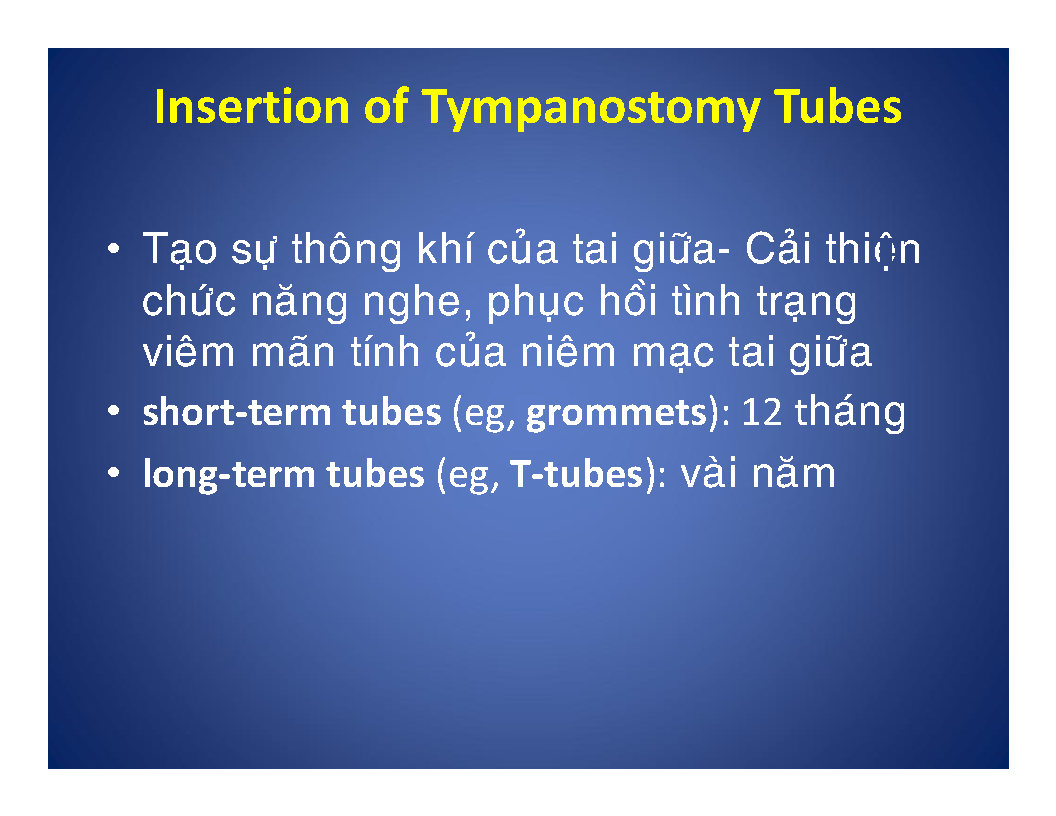 Insertion of Tympanostomy Tubes
• Tạo sự thông khí của tai giữa- Cải thiện
chức năng nghe, phục hồi tình trạng
viêm mãn tính của niêm mạc tai giữa
• short-term tubes (eg, grommets): 12 tháng
• long-term tubes (eg, T-tubes): vài năm